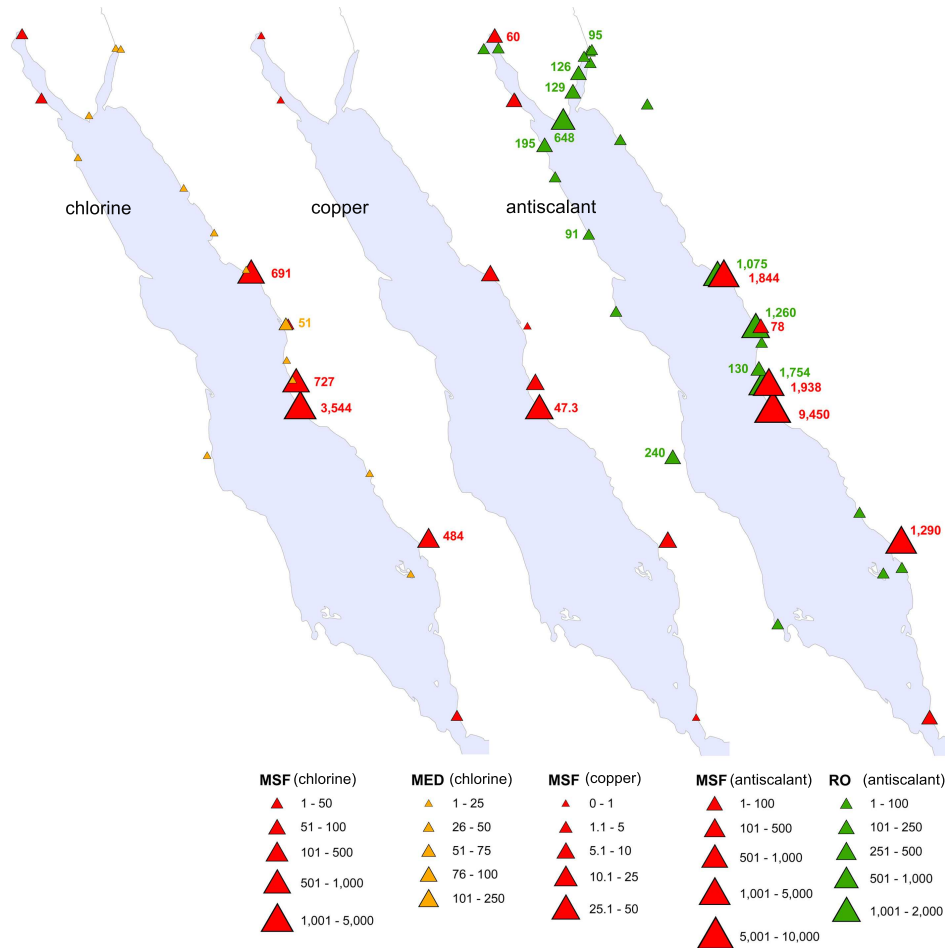 60
95
126
129
648
195
chlorine
copper
antiscalant
91
691
1,075
1,844
51
1,260
78
727
130
1,754
1,938
3,544
47.3
9,450
240
484
1,290
MSF (chlorine)
1 - 50
51 - 100
101 - 500
501 - 1,000
1,001 - 5,000
MED (chlorine)
1 - 25
26 - 50
51 - 75
76 - 100
101 - 250
MSF (copper)
0 - 1
1.1 - 5
5.1 - 10
10.1 - 25
25.1 - 50
MSF (antiscalant)
1- 100
101 - 500
501 - 1,000
1,001 - 5,000
5,001 - 10,000
RO (antiscalant)
1 - 100
101 - 250
251 - 500
501 - 1,000
1,001 - 2,000